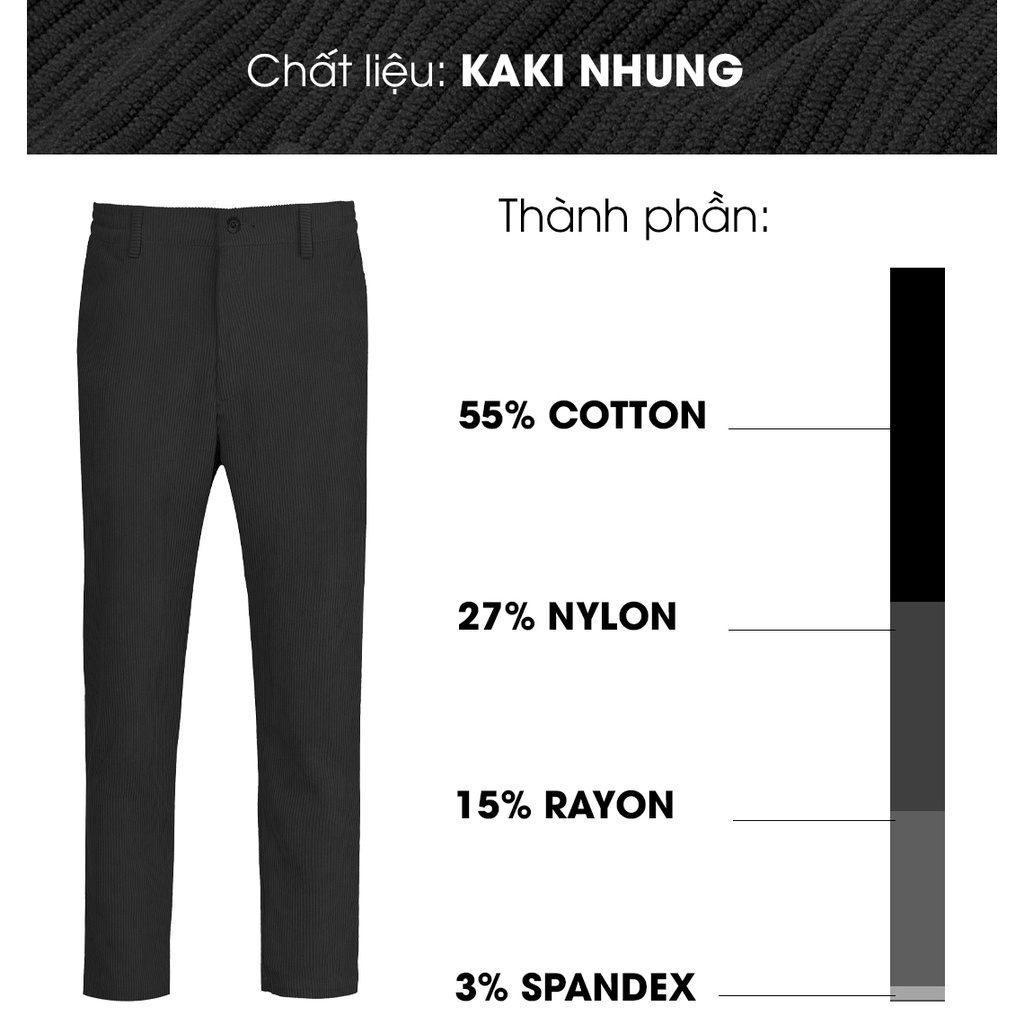 Chất liệu: KAKI NHUNG
Thành phần:
55% COTTON
27% NYLON
15% RAYON
3% SPANDEX